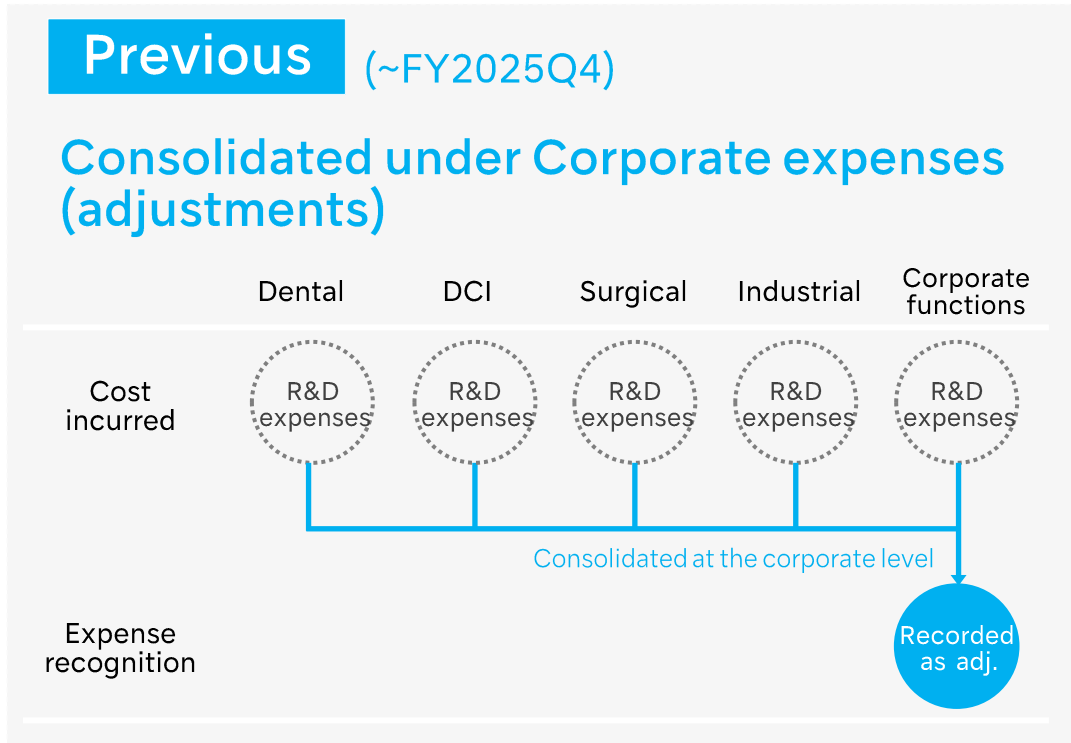 Previous (~FY2025Q4)
Consolidated under Corporate expenses
(adjustments)
Dental DCI Surgical Industrial Corporate
functions
Cost
incurred
R&D
expenses
R&D
expenses
R&D
expenses
R&D
expenses
R&D
expenses
Consolidated at the corporate level
Expense
recognition
Recorded
as adj.